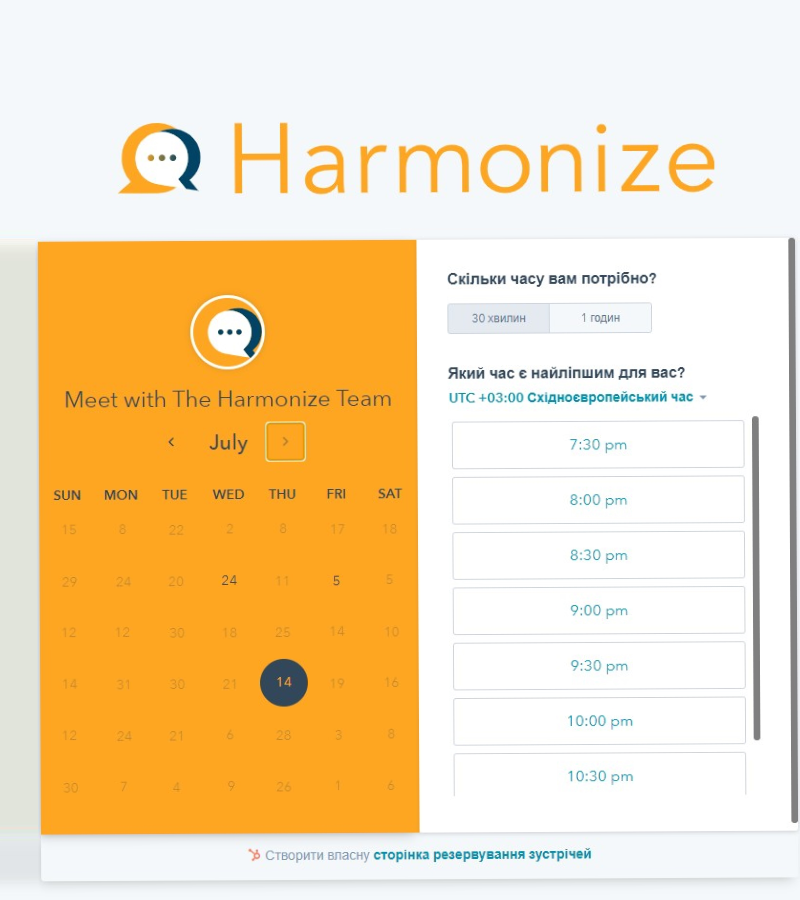 Harmonize
Meet with The Harmonize Team
July
SUN MON TUE WED THU FRI SAT
15 8 22 2 8 17 18
29 24 20 24 11 5 5
12 12 30 18 25 14 10
14 31 30 21 14 19 16
12 24 21 6 28 3 8
30 7 4 9 26 1 6
Скільки часу вам потрібно?
30 хвилин 1 годин
Який час є найліпшим для вас?
UTC +03:00 Східноєвропейський час
7:30 pm
8:00 pm
8:30 pm
9:00 pm
9:30 pm
10:00 pm
10:30 pm
Створити власну сторінка резервування зустрічей